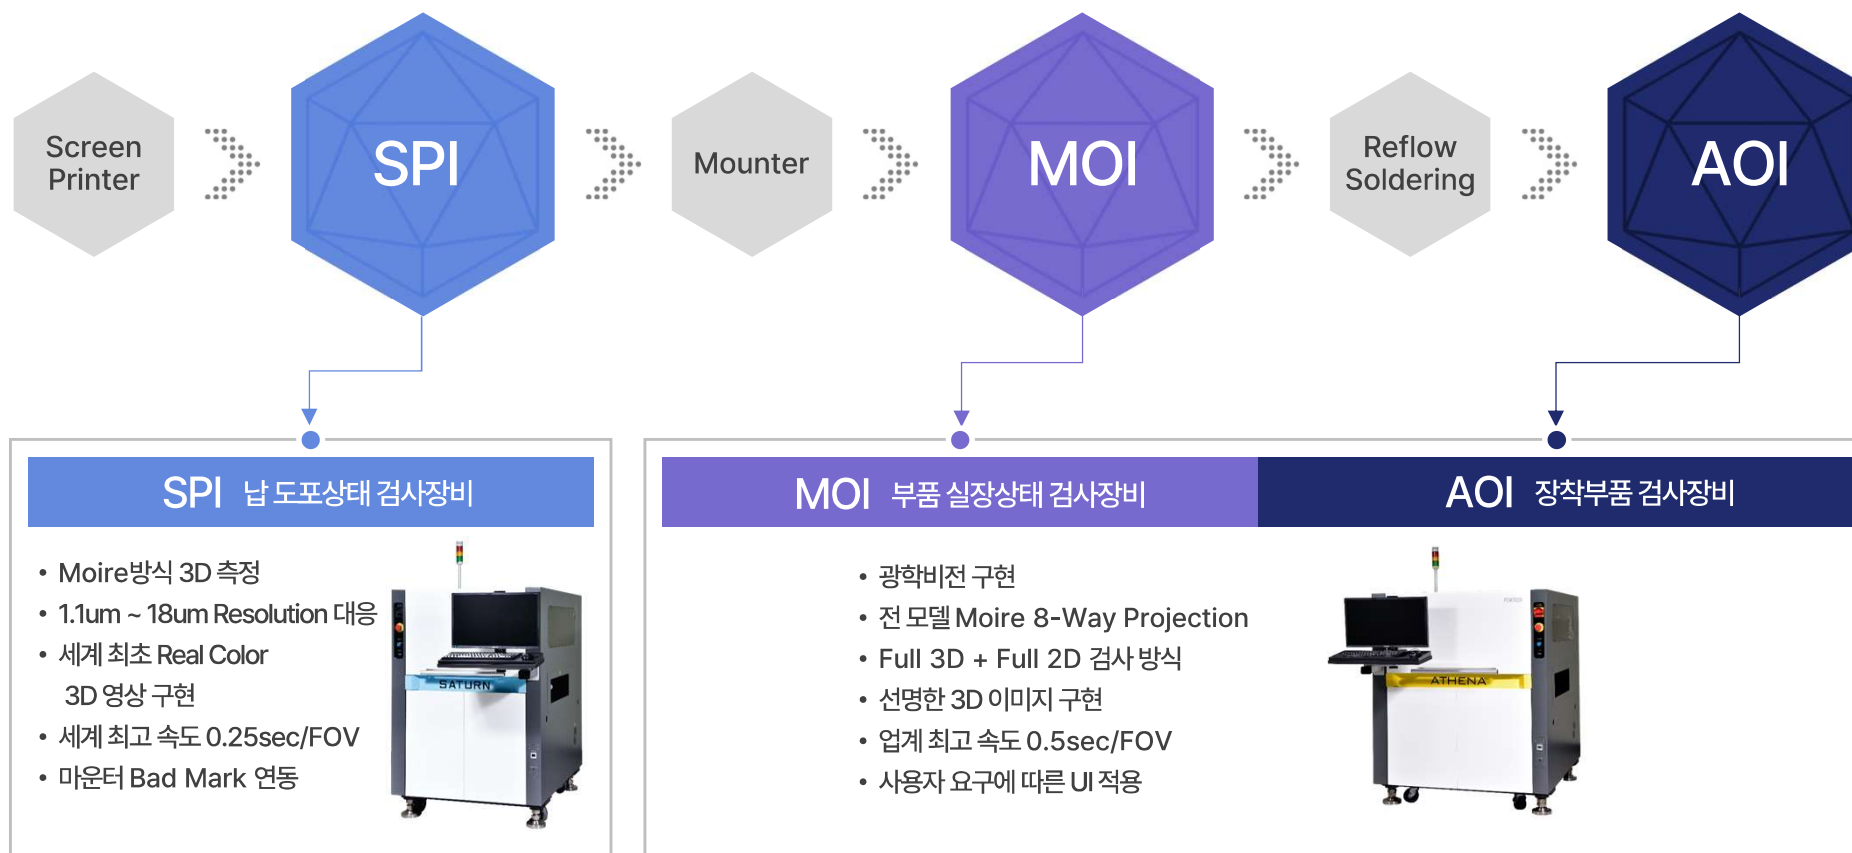 Screen
Printer
SPI
Mounter
MOI
Reflow
Soldering
AOI
SPI 납 도포상태 검사장비
• Moire방식 3D 측정
• 1.1um ~ 18um Resolution 대응
• 세계 최초 Real Color
3D 영상 구현
• 세계 최고 속도 0.25sec/FOV
• 마운터 Bad Mark 연동
SATURN
MOI 부품 실장상태 검사장비
AOI 장착부품 검사장비
• 광학비전 구현
• 전 모델 Moire 8-Way Projection
• Full 3D + Full 2D 검사 방식
• 선명한 3D 이미지 구현
• 업계 최고 속도 0.5sec/FOV
• 사용자 요구에 따른 UI 적용
ATHENA